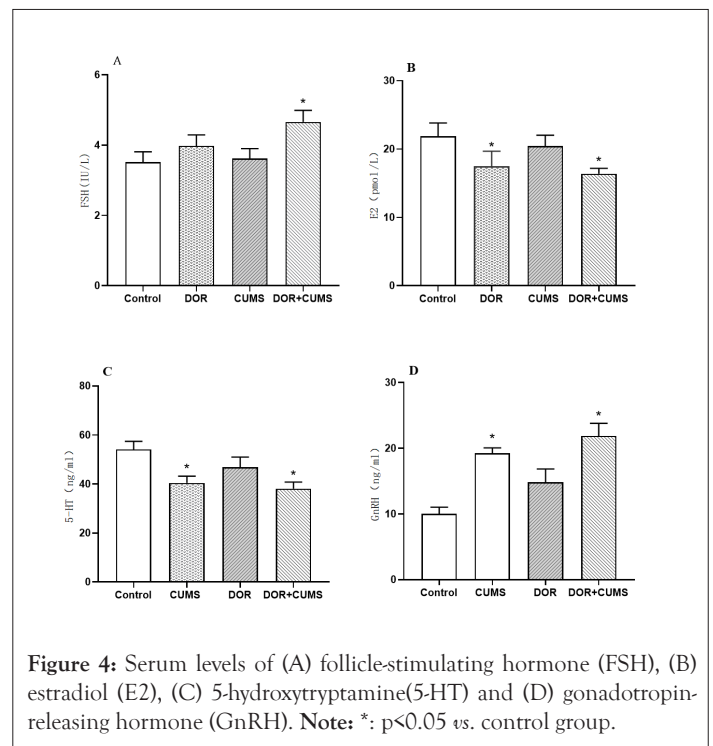 A
6
4
2
0
FSH (IU/L)
*
Control DOR CUMS DOR+CUMS
B
30
20
10
0
E2 (pmol/L)
*
*
Control DOR CUMS DOR+CUMS
C
80
60
40
20
0
5-HT (ng/ml)
*
*
Control CUMS DOR DOR+CUMS
D
30
20
10
0
GnRH (ng/ml)
*
*
Control CUMS DOR DOR+CUMS
Figure 4: Serum levels of (A) follicle-stimulating hormone (FSH), (B)
estradiol (E2), (C) 5-hydroxytryptamine(5-HT) and (D) gonadotropin-
releasing hormone (GnRH). Note: *: p<0.05 vs. control group.